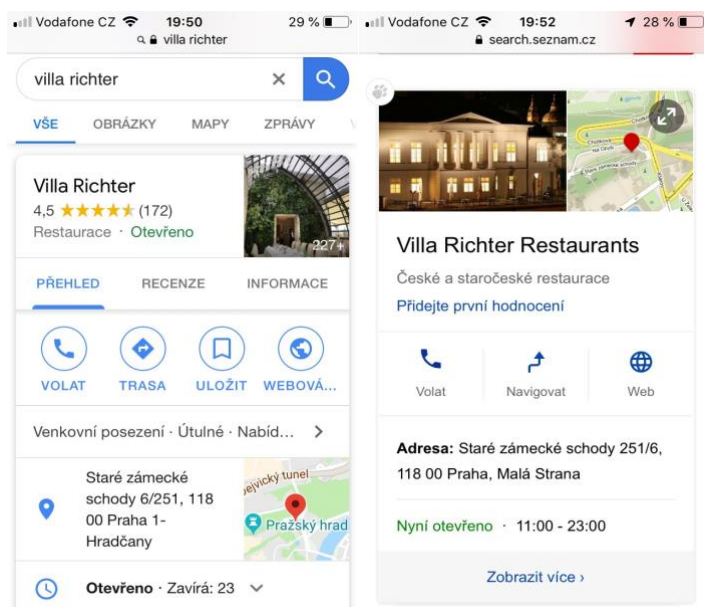 Vodafone CZ 19:50 29 %
villa richter
villa richter
VŠE OBRÁZKY MAPY ZPRÁVY
Villa Richter
4,5 (172)
Restaurace · Otevřeno
227+
PŘEHLED RECENZE INFORMACE
VOLAT TRASA ULOŽIT WEBOVÁ...
Venkovní posezení · Útulné · Nabíd...
Staré zámecké
schody 6/251, 118
00 Praha 1-
Hradčany
ejvický tunel
Pražský hrad
Otevřeno · Zavírá: 23
Vodafone CZ 19:52 28 %
search.seznam.cz
Villa Richter Restaurants
České a staročeské restaurace
Přidejte první hodnocení
Volat Navigovat Web
Adresa: Staré zámecké schody 251/6,
118 00 Praha, Malá Strana
Nyní otevřeno · 11:00 - 23:00
Zobrazit více ›